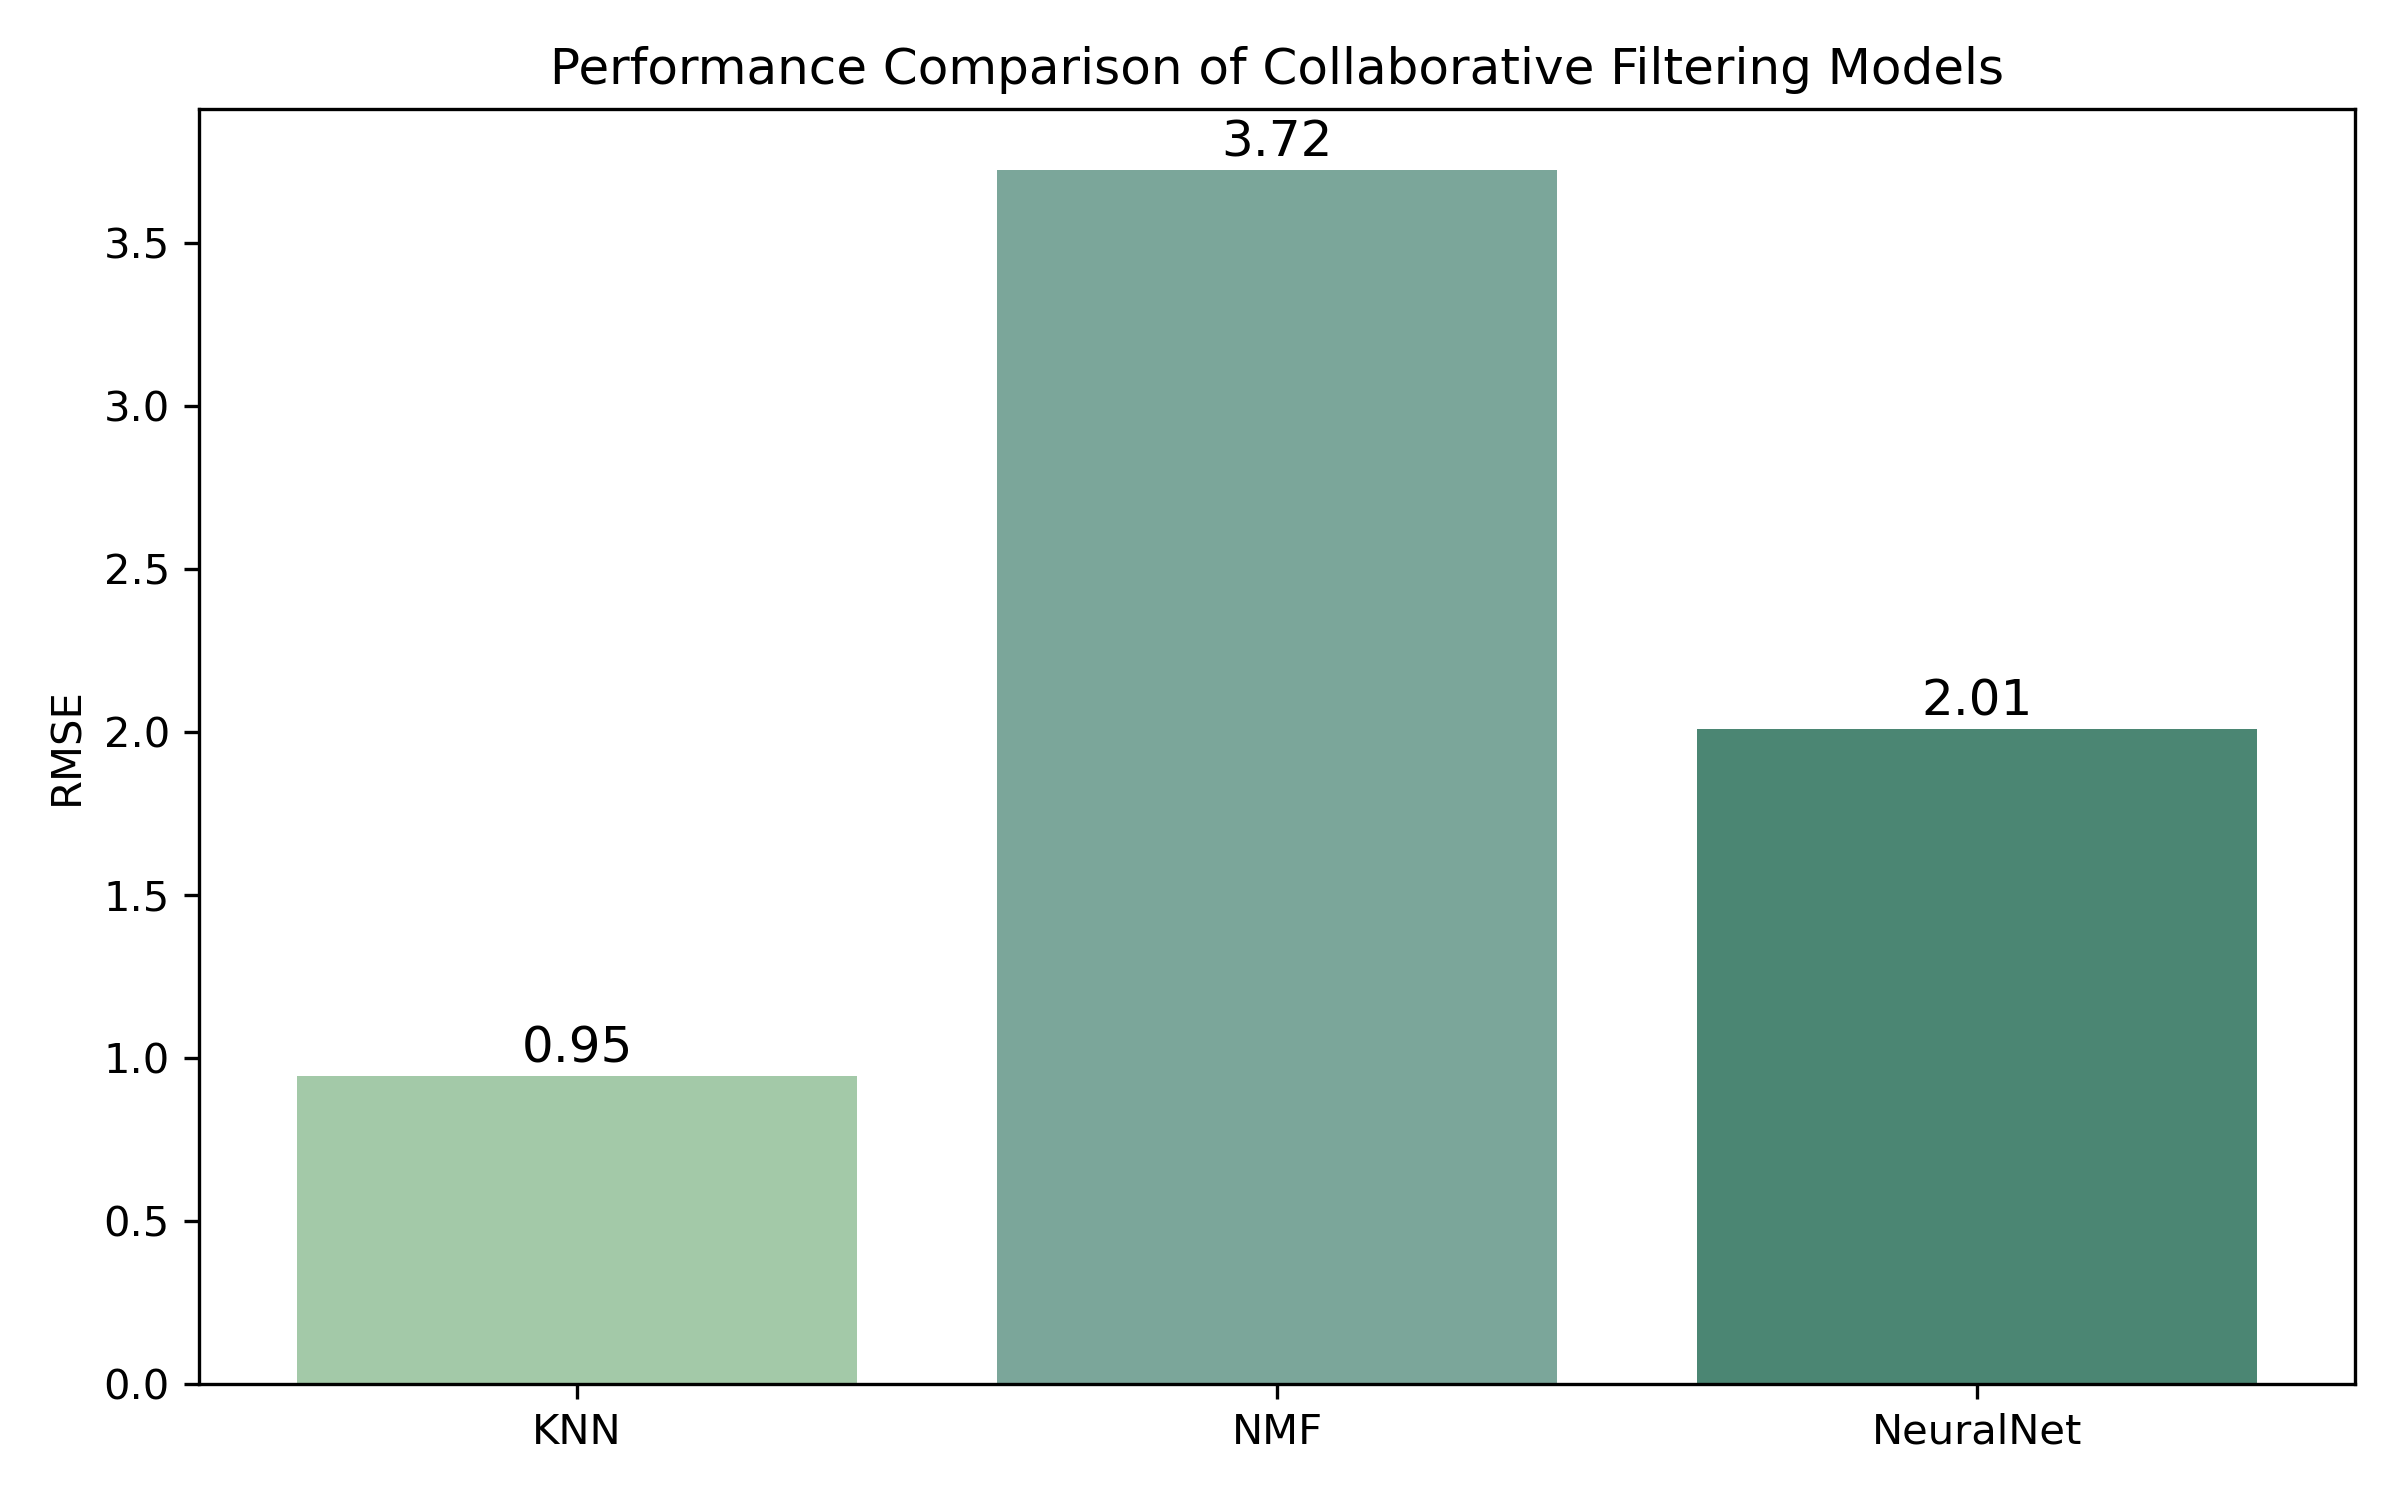 Performance Comparison of Collaborative Filtering Models
RMSE
3.5
3.0
2.5
2.0
1.5
1.0
0.5
0.0
0.95
3.72
2.01
KNN
NMF
NeuralNet